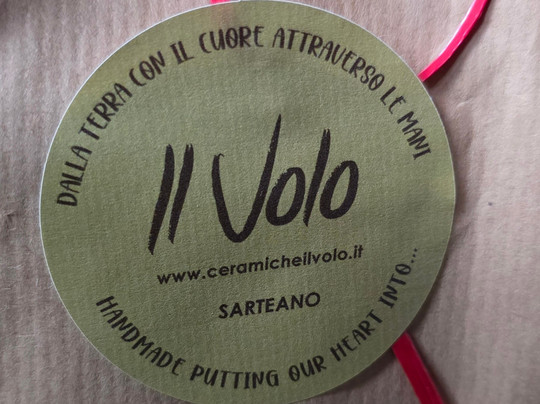 DALLA TERRA CON IL CUORE ATTRAVERSO LE MANI
Il Volo
www.ceramicheilvolo.it
SARTEANO
HANDMADE PUTTING OUR HEART INTO...